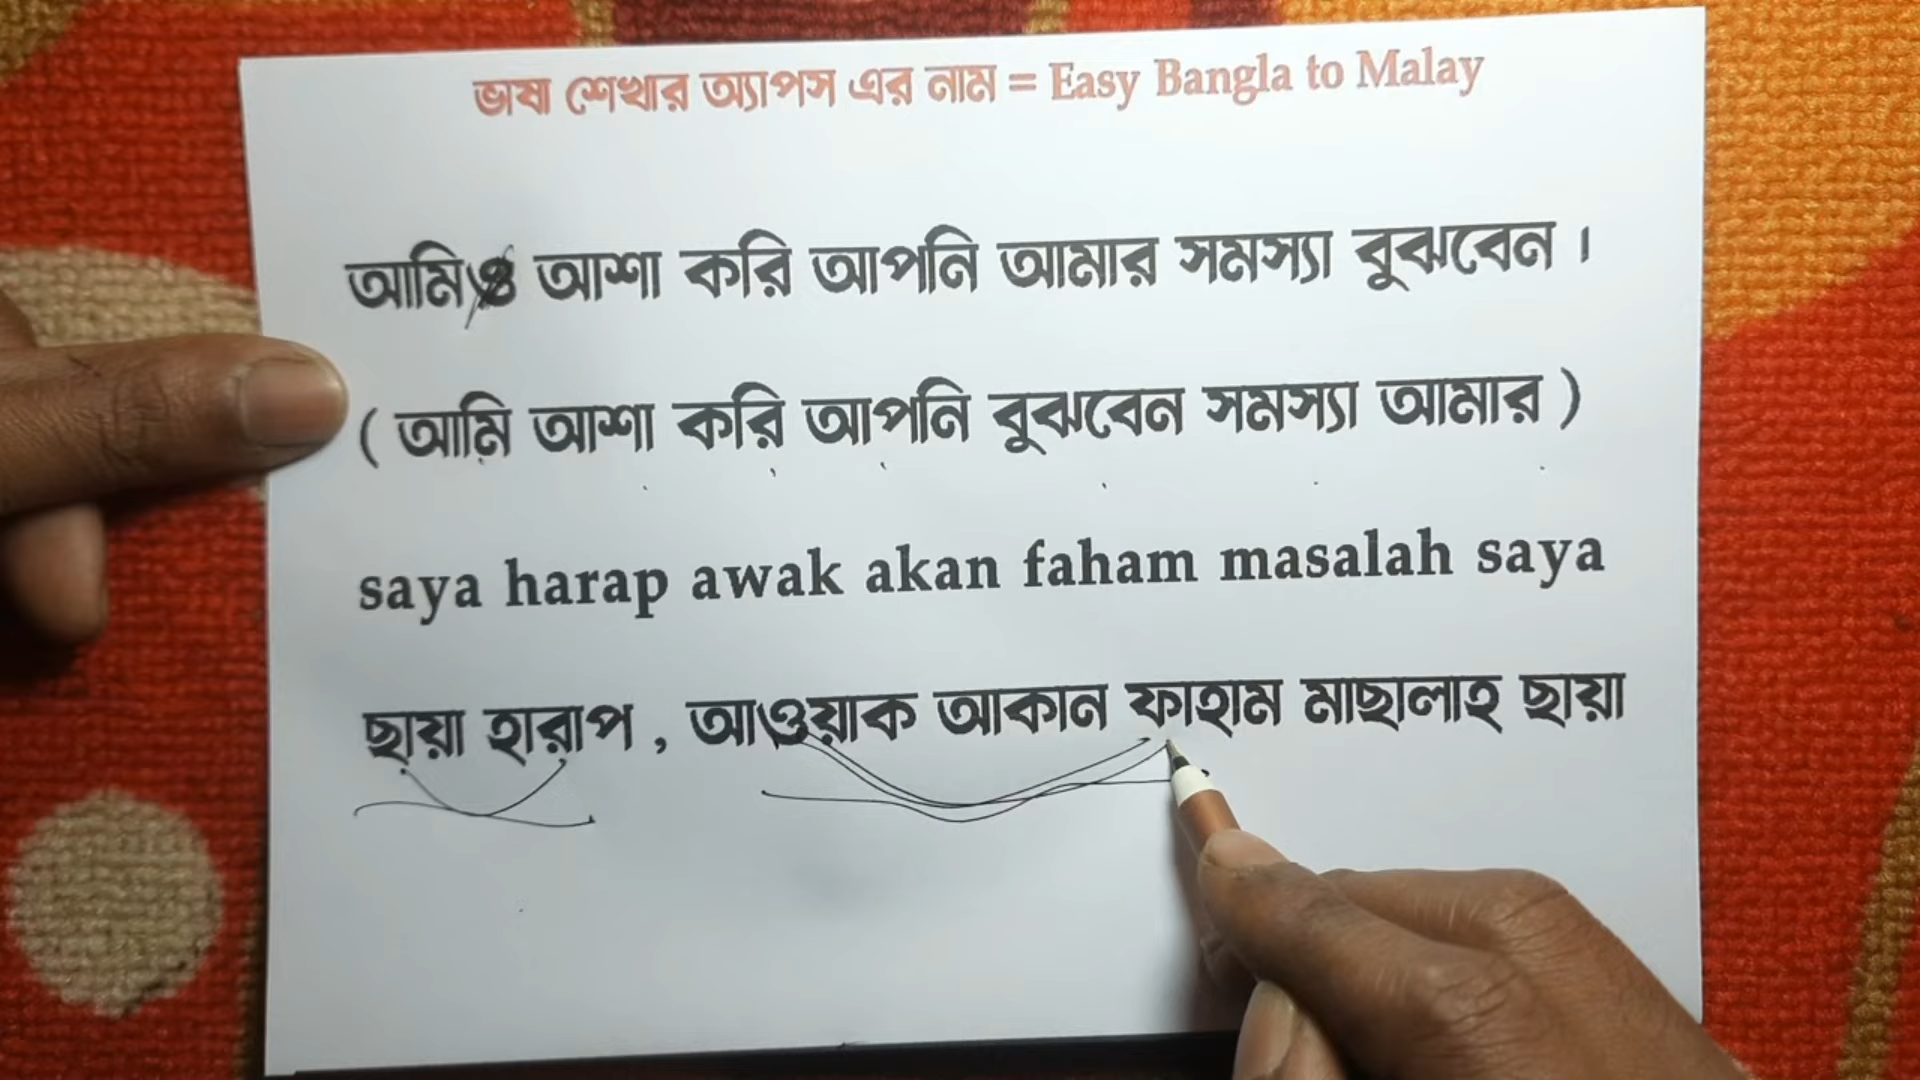 ভাষা শেখার অ্যাপস এর নাম = Easy Bangla to Malay
আমিও আশা করি আপনি আমার সমস্যা বুঝবেন ।
( আমি আশা করি আপনি বুঝবেন সমস্যা আমার )
saya harap awak akan faham masalah saya
ছায়া হারাপ , আওয়াক আকান ফাহাম মাছালাহ ছায়া